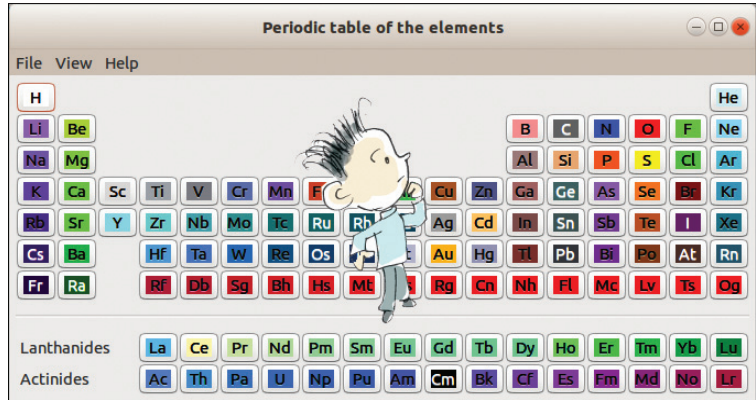 Periodic table of the elements
File View Help
H He
Li Be B C N O F Ne
Na Mg Al Si P S Cl Ar
K Ca Sc Ti V Cr Mn Cu Zn Ga Ge As Se Br Kr
Rb Sr Y Zr Nb Mo Tc Ru Rh Ag Cd In Sn Sb Te I Xe
Cs Ba Hf Ta W Re Os Au Hg Tl Pb Bi Po At Rn
Fr Ra Rf Db Sg Bh Hs Mt Rg Cn Nh Fl Mc Lv Ts Og
Lanthanides La Ce Pr Nd Pm Sm Eu Gd Tb Dy Ho Er Tm Yb Lu
Actinides Ac Th Pa U Np Pu Am Cm Bk Cf Es Fm Md No Lr